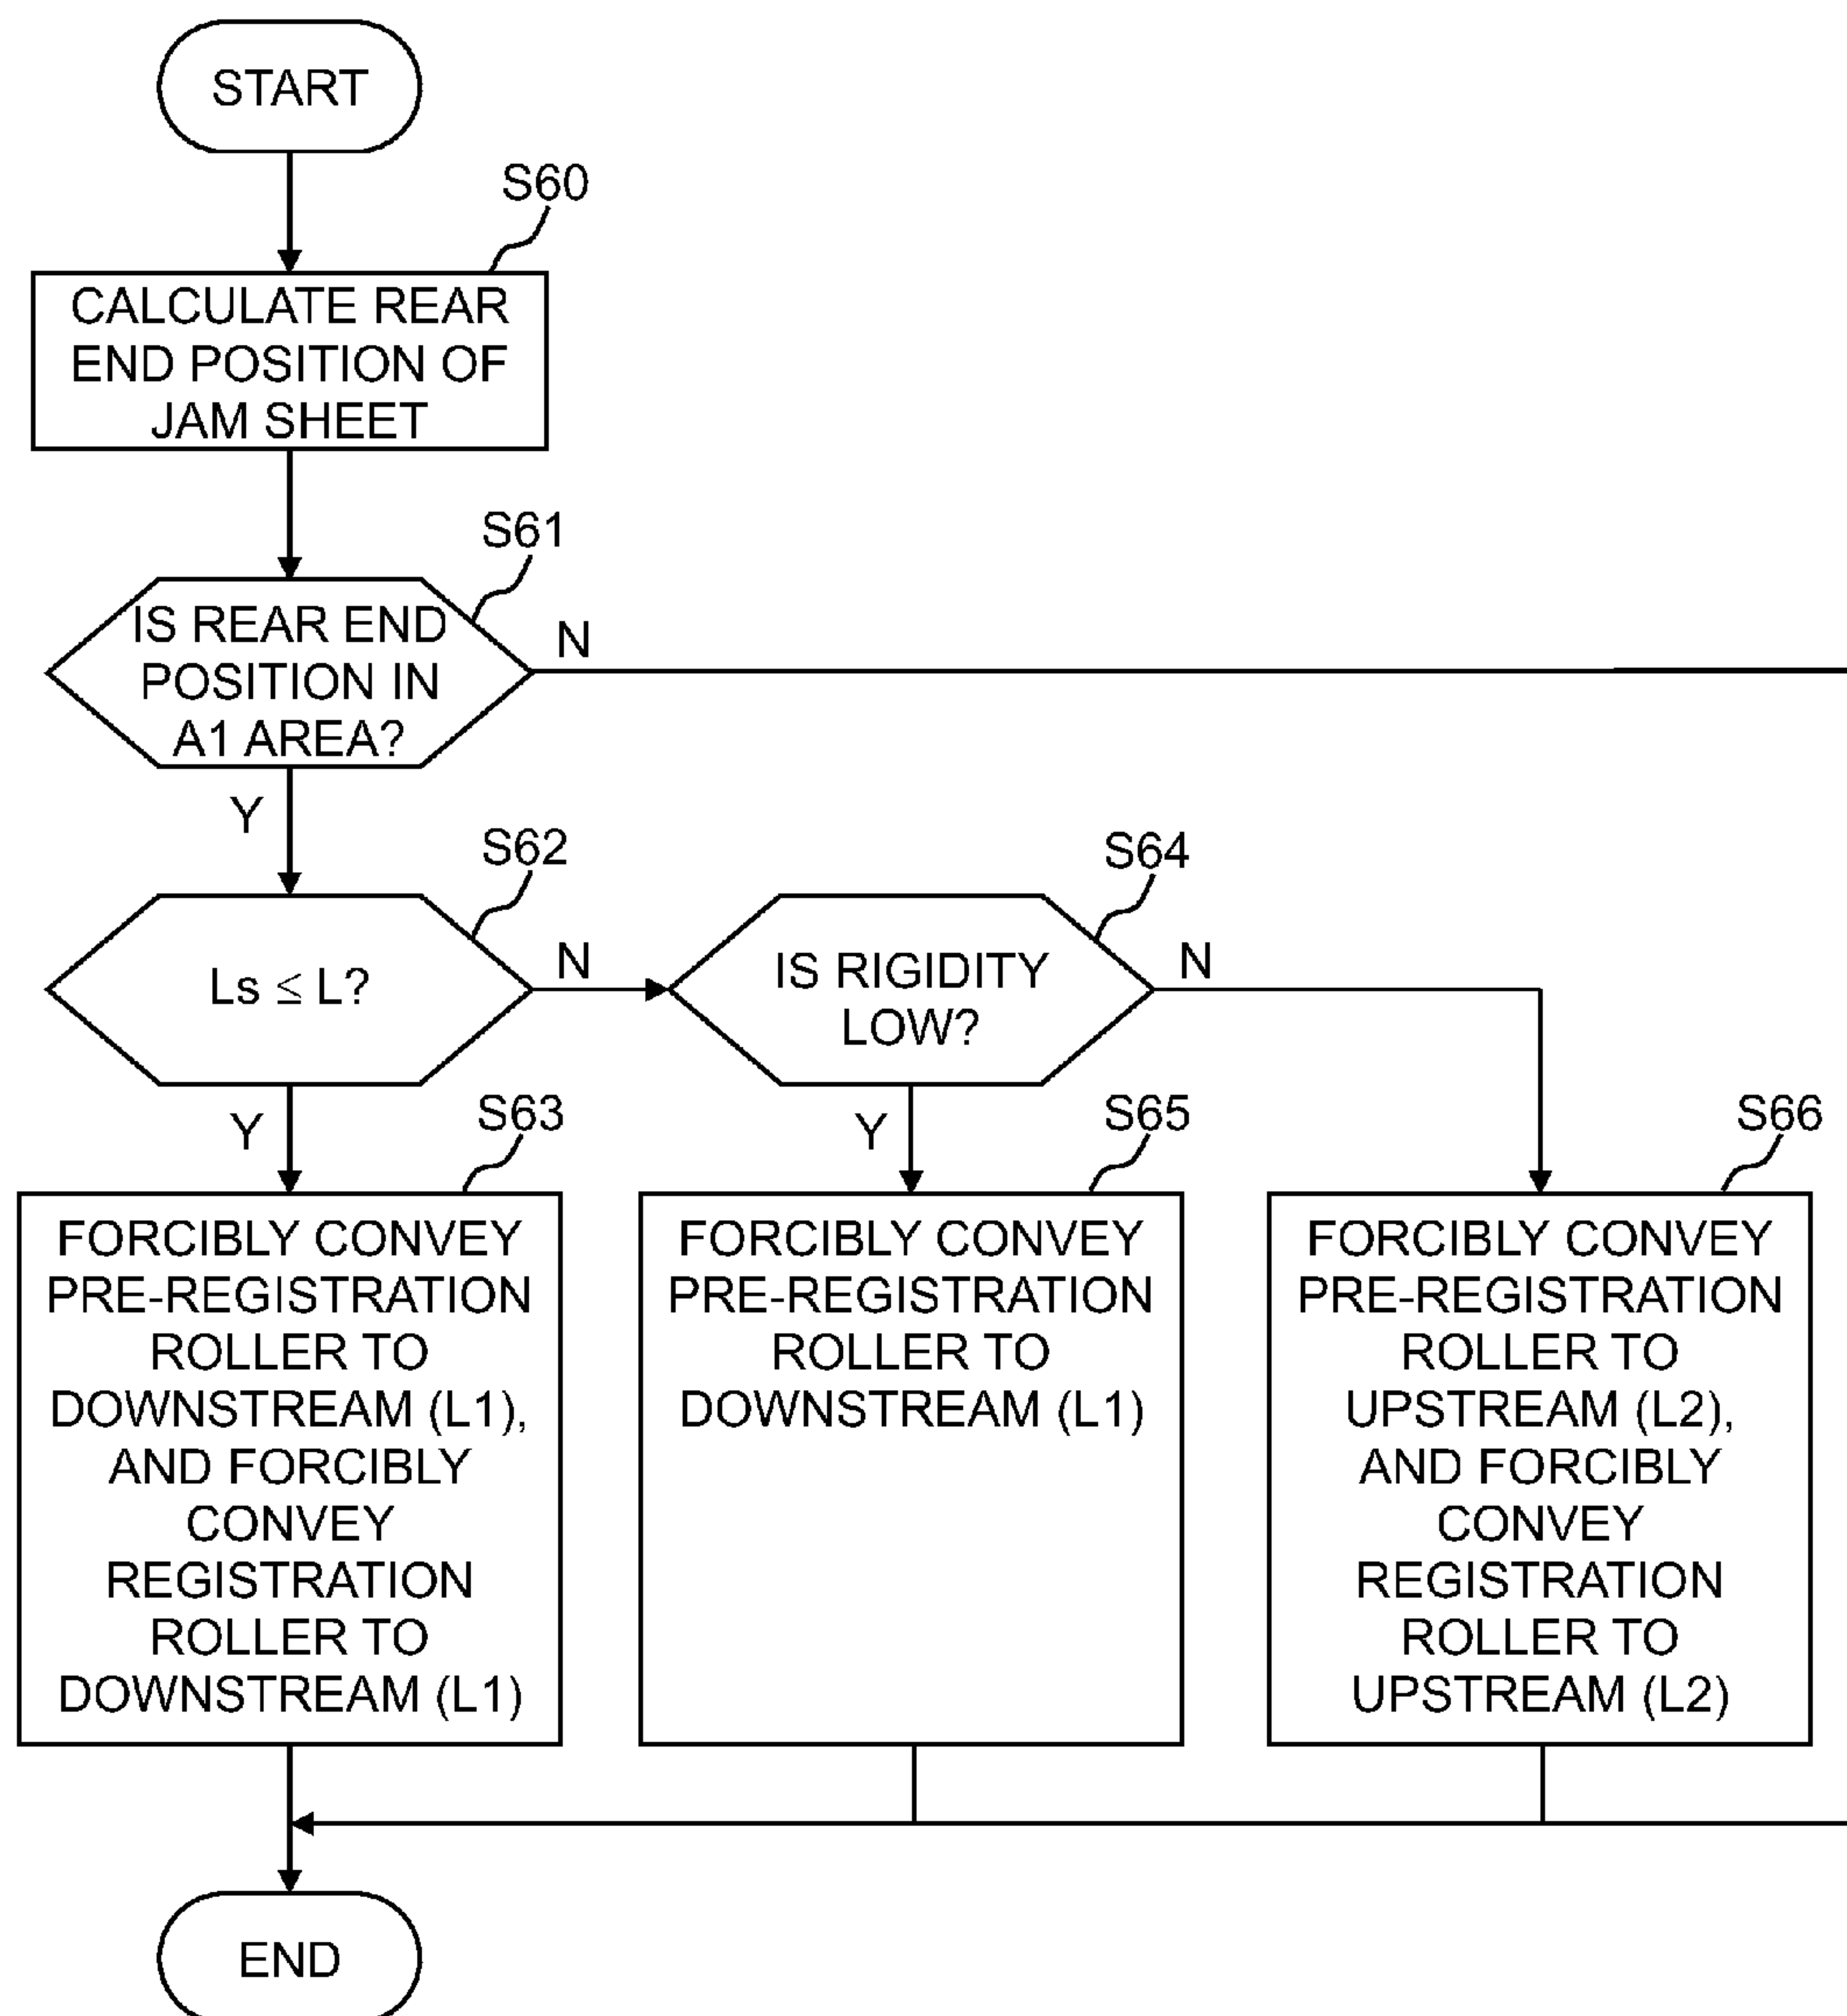 START
S60
CALCULATE REAR
END POSITION OF
JAM SHEET
S61
IS REAR END
POSITION IN
A1 AREA?
N
Y
S62
Ls ≤ L?
N
S64
IS RIGIDITY
LOW?
N
Y
S63
Y
S65
S66
FORCIBLY CONVEY
PRE-REGISTRATION
ROLLER TO
DOWNSTREAM (L1),
AND FORCIBLY
CONVEY
REGISTRATION
ROLLER TO
DOWNSTREAM (L1)
FORCIBLY CONVEY
PRE-REGISTRATION
ROLLER TO
DOWNSTREAM (L1)
FORCIBLY CONVEY
PRE-REGISTRATION
ROLLER TO
UPSTREAM (L2),
AND FORCIBLY
CONVEY
REGISTRATION
ROLLER TO
UPSTREAM (L2)
END